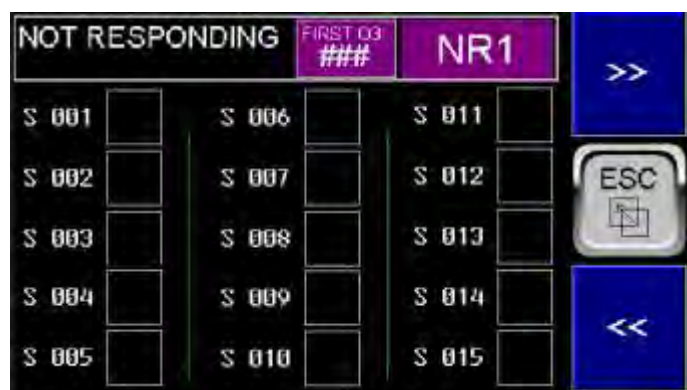 NOT RESPONDING
FIRST 03
###
NR1
>>
S 001
S 006
S 011
S 002
S 007
S 012
ESC
S 003
S 008
S 013
S 004
S 009
S 014
<<
S 005
S 010
S 015